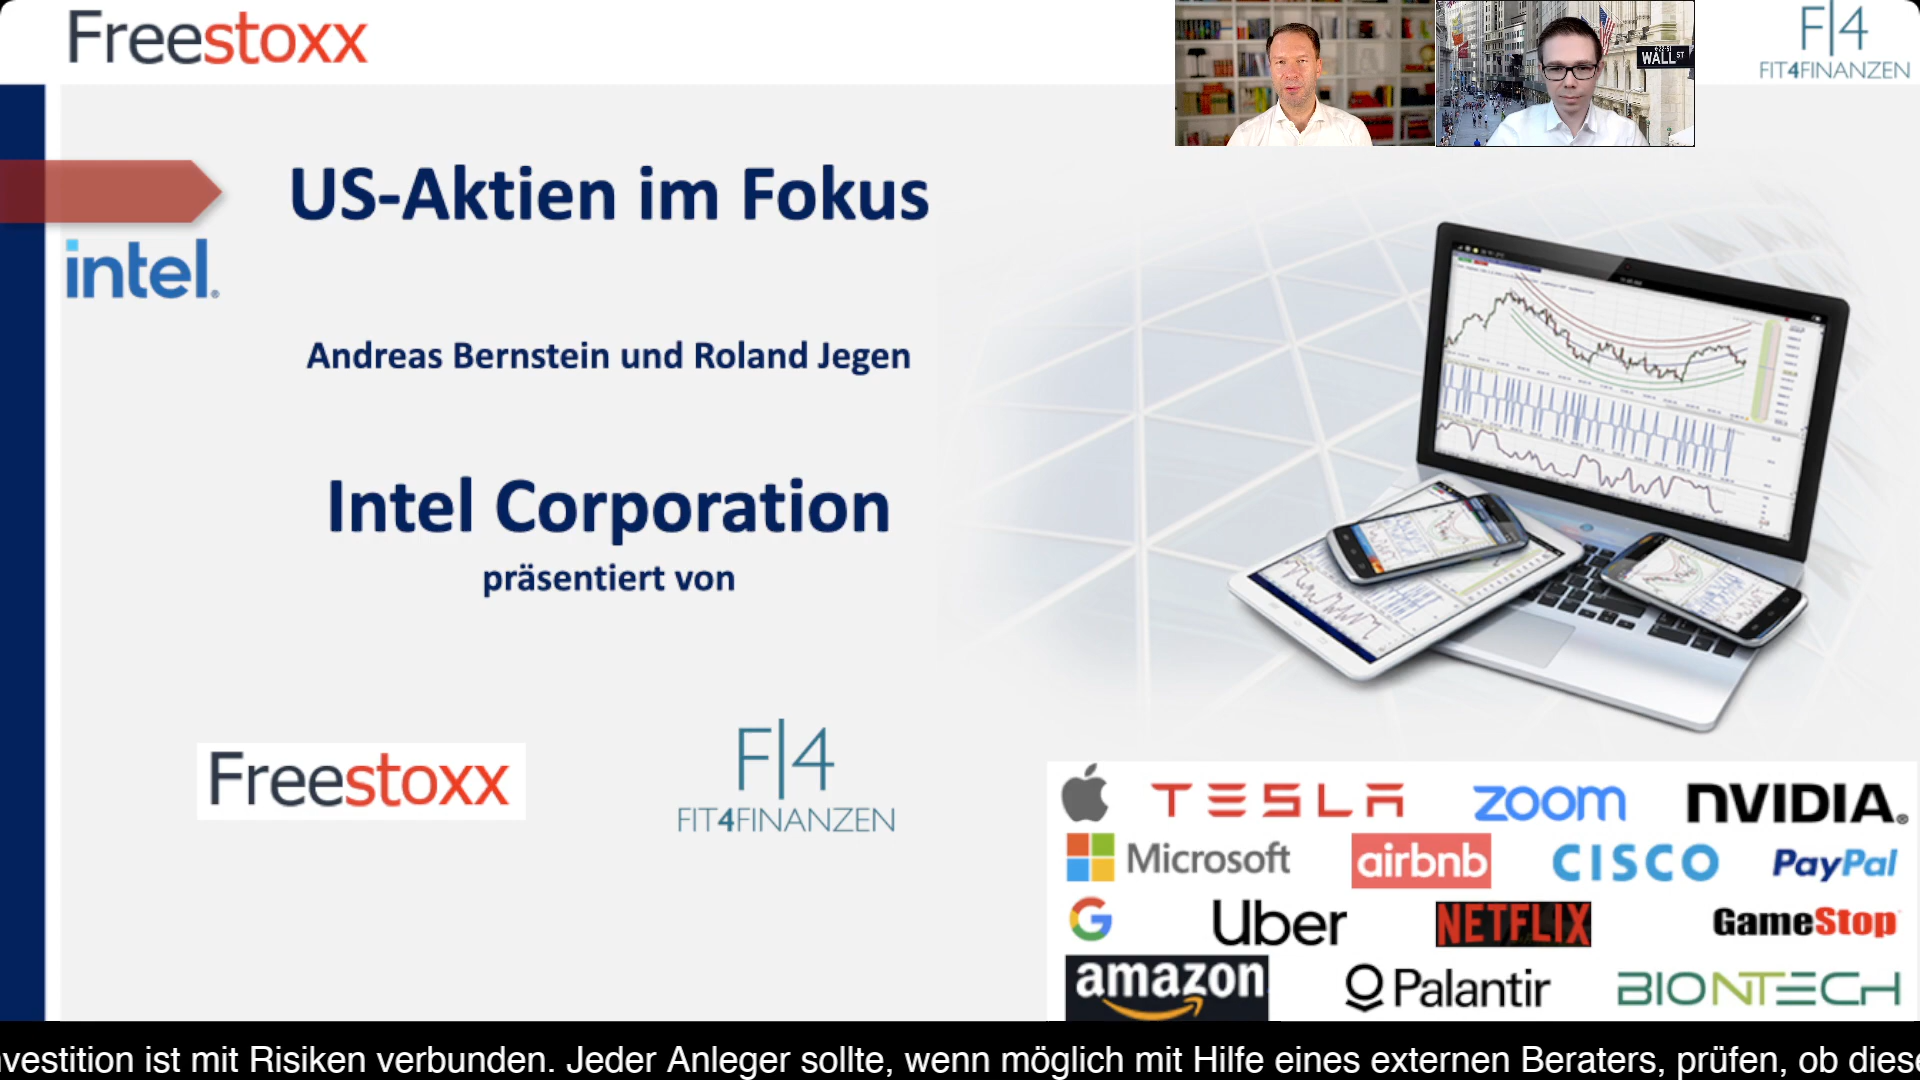 Freestoxx
WALL ST
F|4
FIT4FINANZEN
US-Aktien im Fokus
intel.
Andreas Bernstein und Roland Jegen
Intel Corporation
präsentiert von
Freestoxx
F|4
FIT4FINANZEN
TESLA zoom NVIDIA.
Microsoft airbnb CISCO PayPal
G Uber NETFLIX GameStop
amazon Palantir BIONTECH
nvestition ist mit Risiken verbunden. Jeder Anleger sollte, wenn möglich mit Hilfe eines externen Beraters, prüfen, ob diese